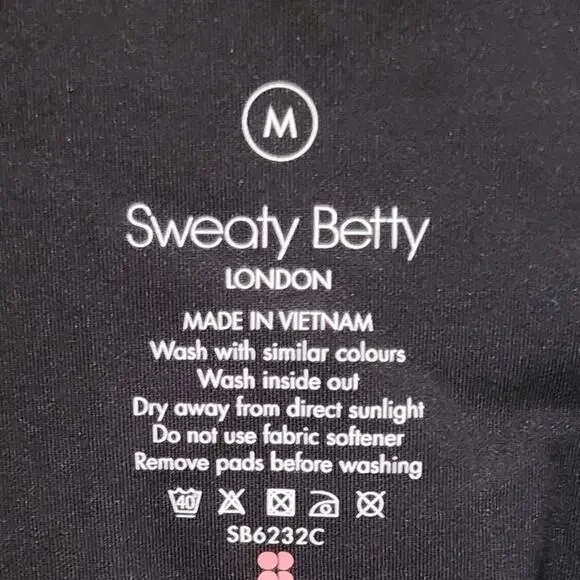 M
Sweaty Betty
LONDON
MADE IN VIETNAM
Wash with similar colours
Wash inside out
Dry away from direct sunlight
Do not use fabric softener
Remove pads before washing
40
SB6232C